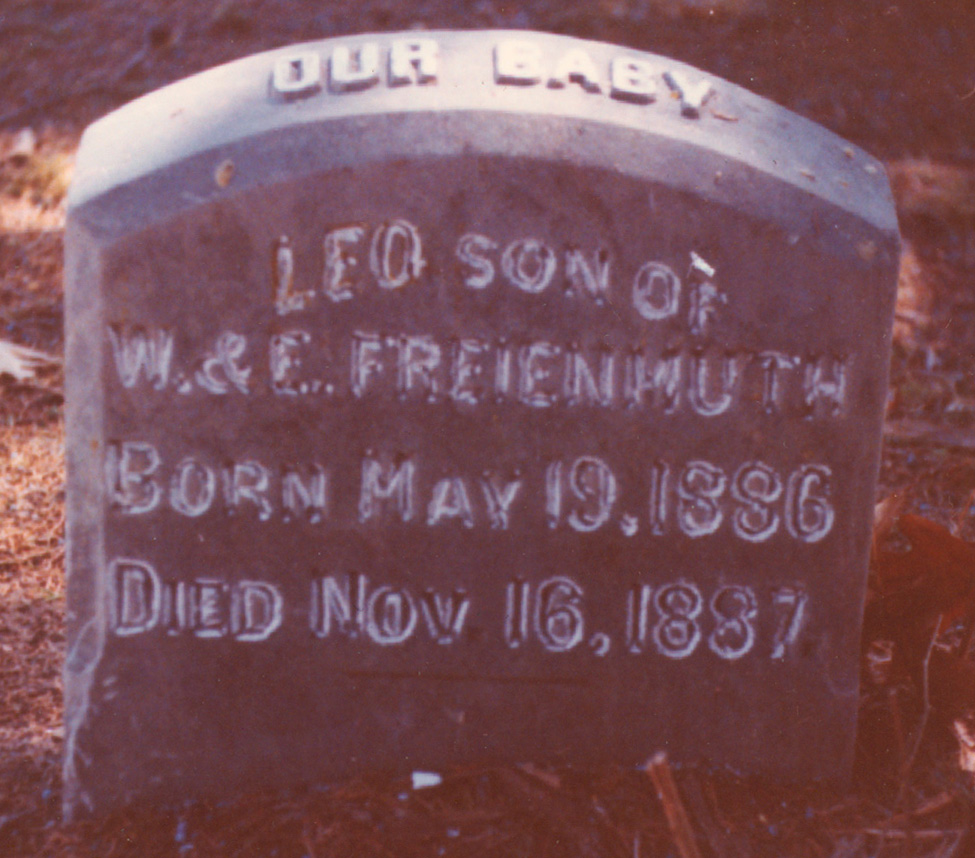 OUR BABY
LEO SON OF
W. & E. FREIENMUTH
BORN MAY 19, 1886
DIED NOV 16, 1887